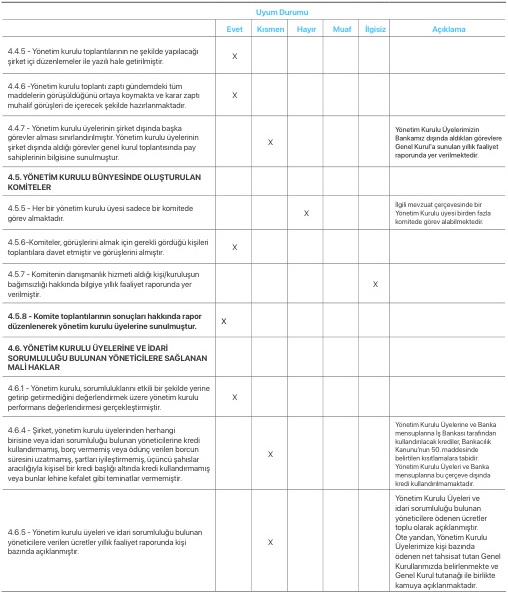 Uyum Durumu
Evet Kısmen Hayır Muaf İlgisiz Açıklama
4.4.5 - Yönetim kurulu toplantılarının ne şekilde yapılacağı
şirket içi düzenlemeler ile yazılı hale getirilmiştir.
X
4.4.6 -Yönetim kurulu toplantı zaptı gündemdeki tüm
maddelerin görüşüldüğünü ortaya koymakta ve karar zaptı
muhalif görüşleri de içerecek şekilde hazırlanmaktadır.
X
4.4.7 - Yönetim kurulu üyelerinin şirket dışında başka
görevler alması sınırlandırılmıştır. Yönetim kurulu üyelerinin
şirket dışında aldığı görevler genel kurul toplantısında pay
sahiplerinin bilgisine sunulmuştur.
X
Yönetim Kurulu Üyelerimizin
Bankamız dışında aldıkları görevlere
Genel Kurul'a sunulan yıllık faaliyet
raporunda yer verilmektedir.
4.5. YÖNETİM KURULU BÜNYESİNDE OLUŞTURULAN
KOMİTELER
4.5.5 - Her bir yönetim kurulu üyesi sadece bir komitede
görev almaktadır.
X
İlgili mevzuat çerçevesinde bir
Yönetim Kurulu üyesi birden fazla
komitede görev alabilmektedir.
4.5.6-Komiteler, görüşlerini almak için gerekli gördüğü kişileri
toplantılara davet etmiştir ve görüşlerini almıştır.
X
4.5.7 - Komitenin danışmanlık hizmeti aldığı kişi/kuruluşun
bağımsızlığı hakkında bilgiye yıllık faaliyet raporunda yer
verilmiştir.
X
4.5.8 - Komite toplantılarının sonuçları hakkında rapor
düzenlenerek yönetim kurulu üyelerine sunulmuştur.
X
4.6. YÖNETİM KURULU ÜYELERİNE VE İDARİ
SORUMLULUĞU BULUNAN YÖNETİCİLERE SAĞLANAN
MALİ HAKLAR
4.6.1 - Yönetim kurulu, sorumluluklarını etkili bir şekilde yerine
getirip getirmediğini değerlendirmek üzere yönetim kurulu
performans değerlendirmesi gerçekleştirmiştir.
X
4.6.4 - Şirket, yönetim kurulu üyelerinden herhangi
birisine veya idari sorumluluğu bulunan yöneticilerine kredi
kullandırmamış, borç vermemiş veya ödünç verilen borcun
süresini uzatmamış, şartları iyileştirmemiş, üçüncü şahıslar
aracılığıyla kişisel bir kredi başlığı altında kredi kullandırmamış
veya bunlar lehine kefalet gibi teminatlar vermemiştir.
X
Yönetim Kurulu Üyelerine ve Banka
mensuplarına İş Bankası tarafından
kullandırılacak krediler, Bankacılık
Kanunu'nun 50. maddesinde
belirtilen kısıtlamalara tabidir.
Yönetim Kurulu Üyeleri ve Banka
mensuplarına bu çerçeve dışında
kredi kullandırılmamaktadır.
4.6.5 - Yönetim kurulu üyeleri ve idari sorumluluğu bulunan
yöneticilere verilen ücretler yıllık faaliyet raporunda kişi
bazında açıklanmıştır.
X
Yönetim Kurulu Üyeleri ve
idari sorumluluğu bulunan
yöneticilere ödenen ücretler
toplu olarak açıklanmıştır.
Öte yandan, Yönetim Kurulu
Üyelerimize kişi bazında
ödenen net tahsisat tutarı Genel
Kurullarımızda belirlenmekte ve
Genel Kurul tutanağı ile birlikte
kamuya açıklanmaktadır.